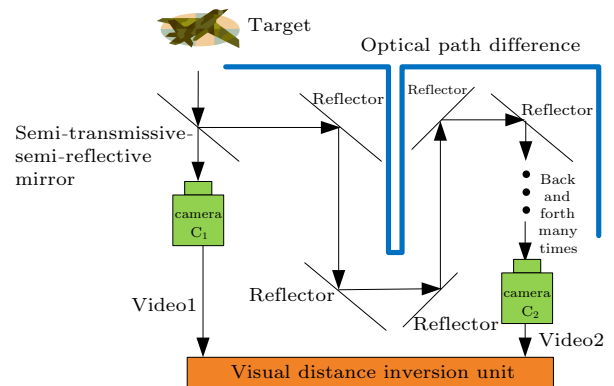 Target
Optical path difference
Reflector
Reflector
Reflector
Semi-transmissive-
semi-reflective
mirror
camera
C1
Back
and
forth
many
times
Reflector
Reflector
camera
C2
Video1
Video2
Visual distance inversion unit